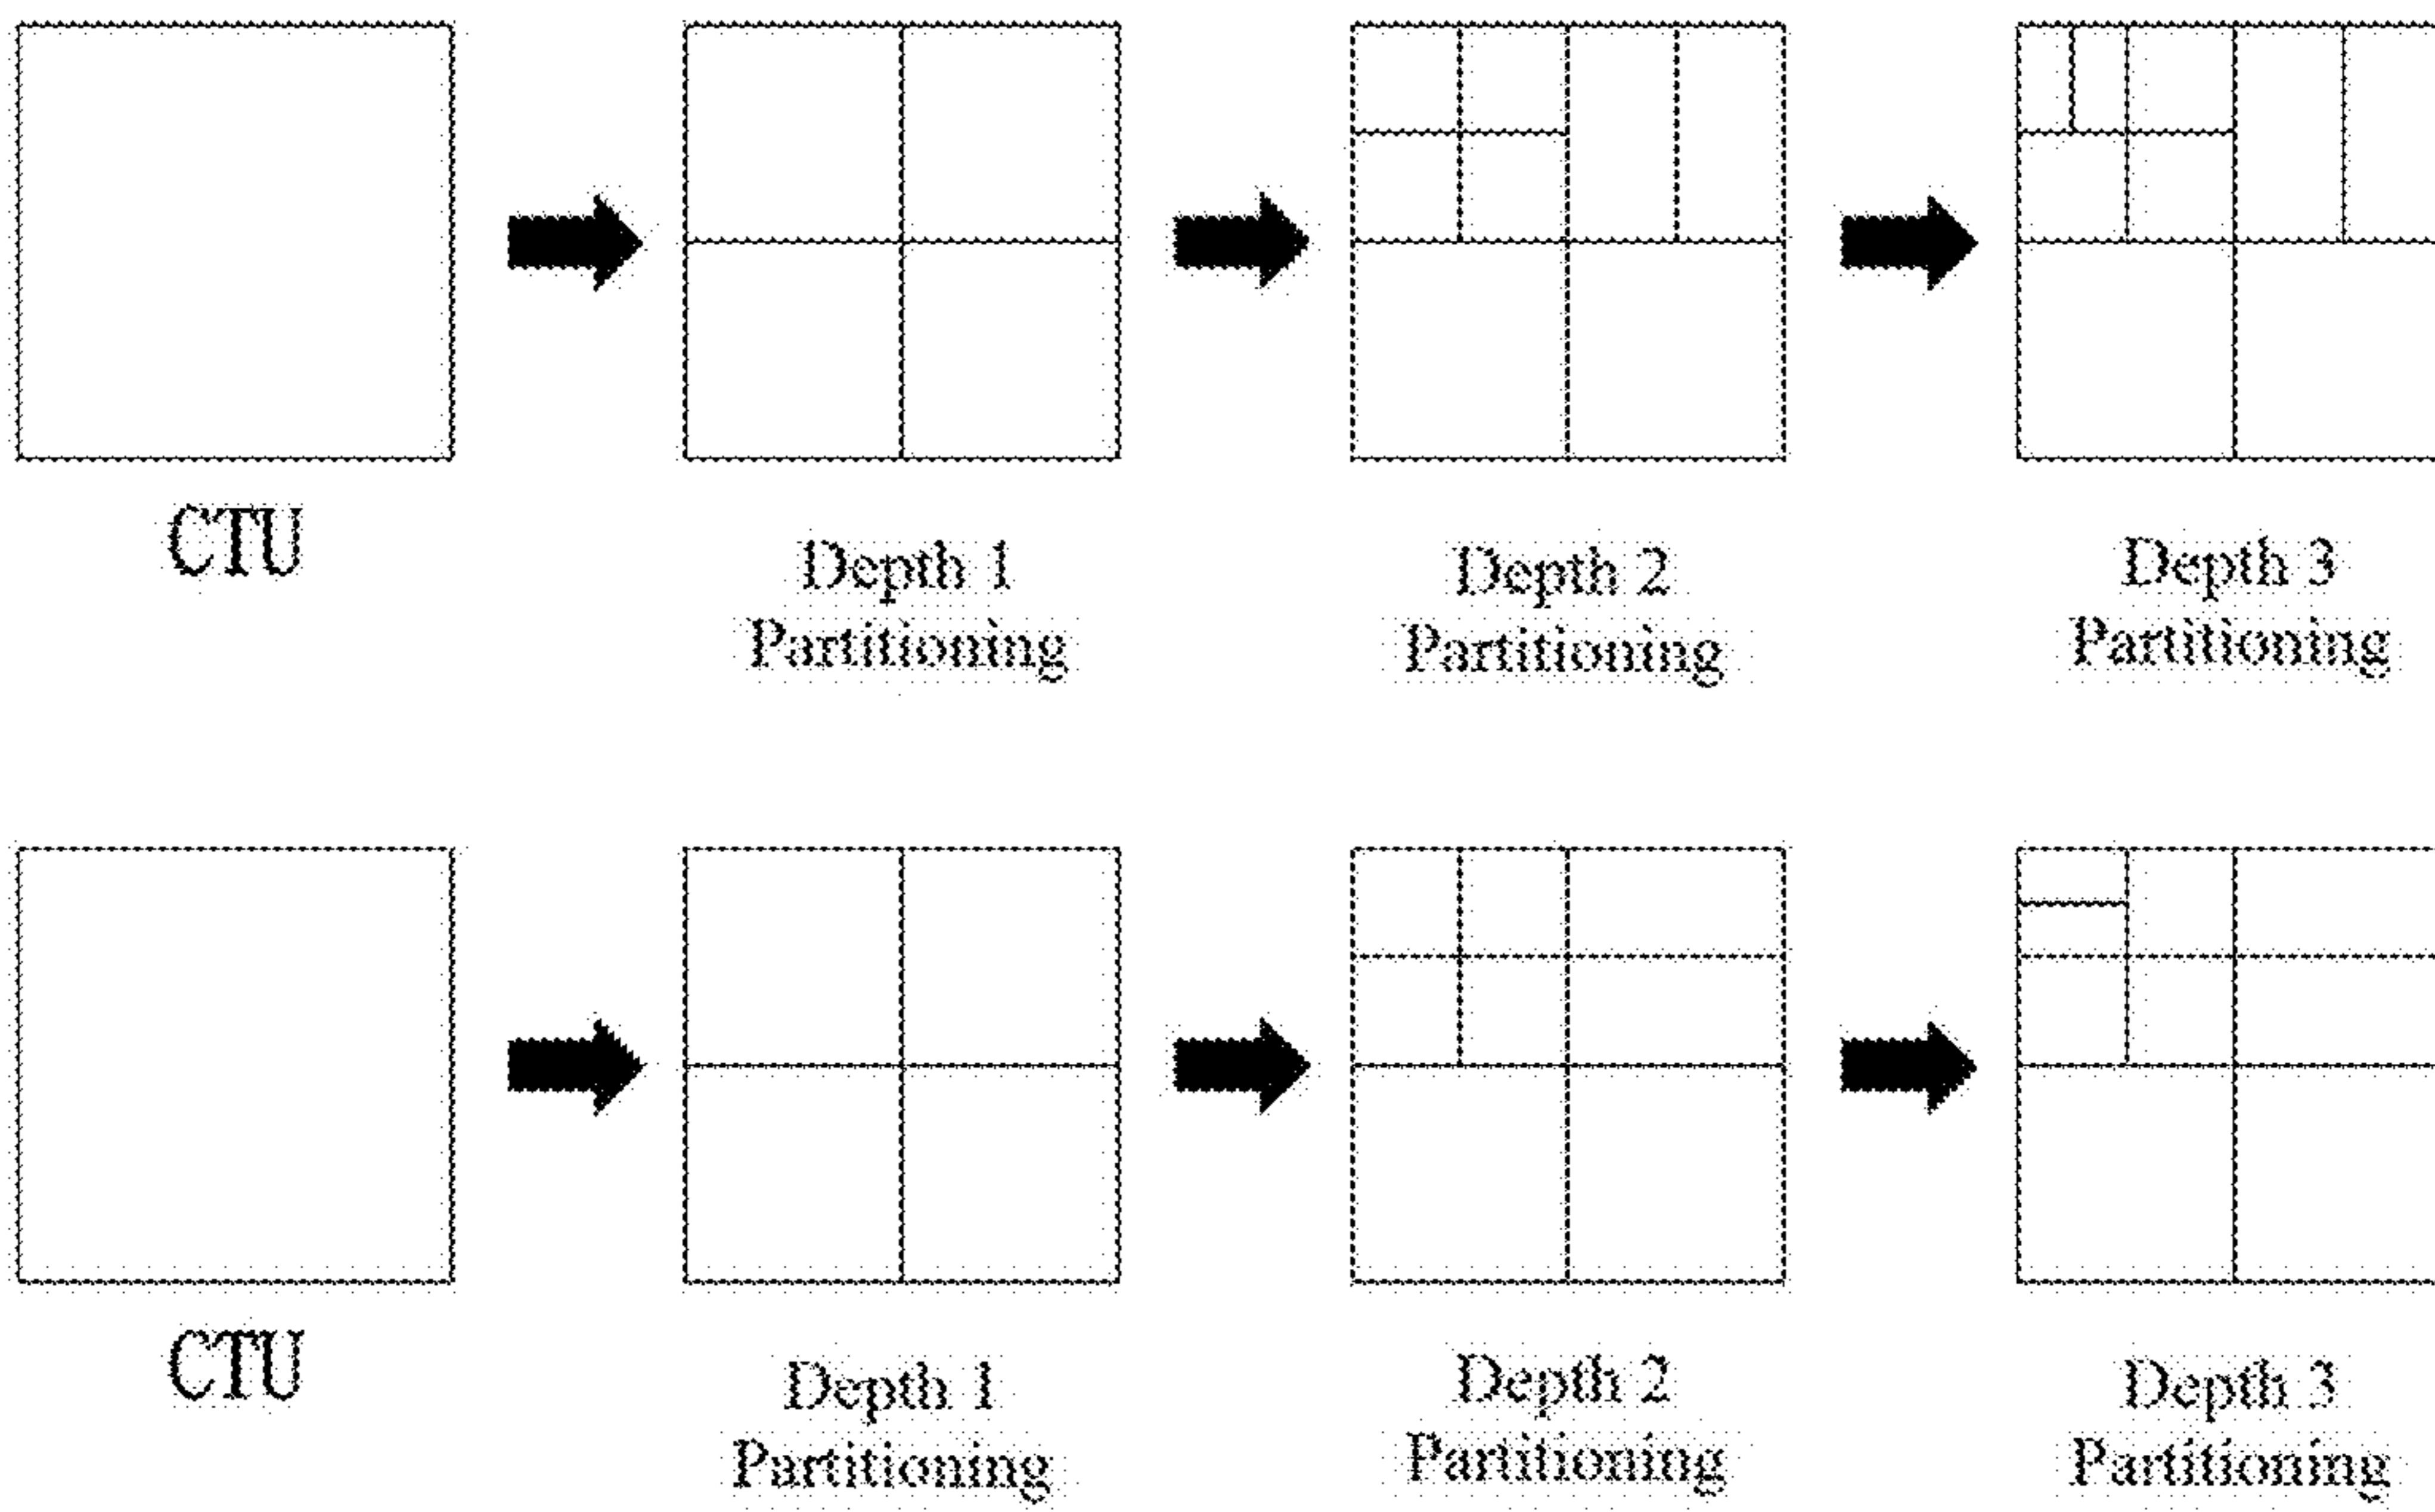 CTU
Depth 1
Partitioning
Depth 2
Partitioning
Depth 3
Partitioning
CTU
Depth 1
Partitioning
Depth 2
Partitioning
Depth 3
Partitioning